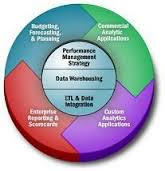 Budgeting,
Forecasting,
& Planning
Commercial
Analytic
Applications
Performance
Management
Strategy
Data Warehousing
ETL & Data
Integration
Enterprise
Reporting &
Scorecards
Custom
Analytics
Applications